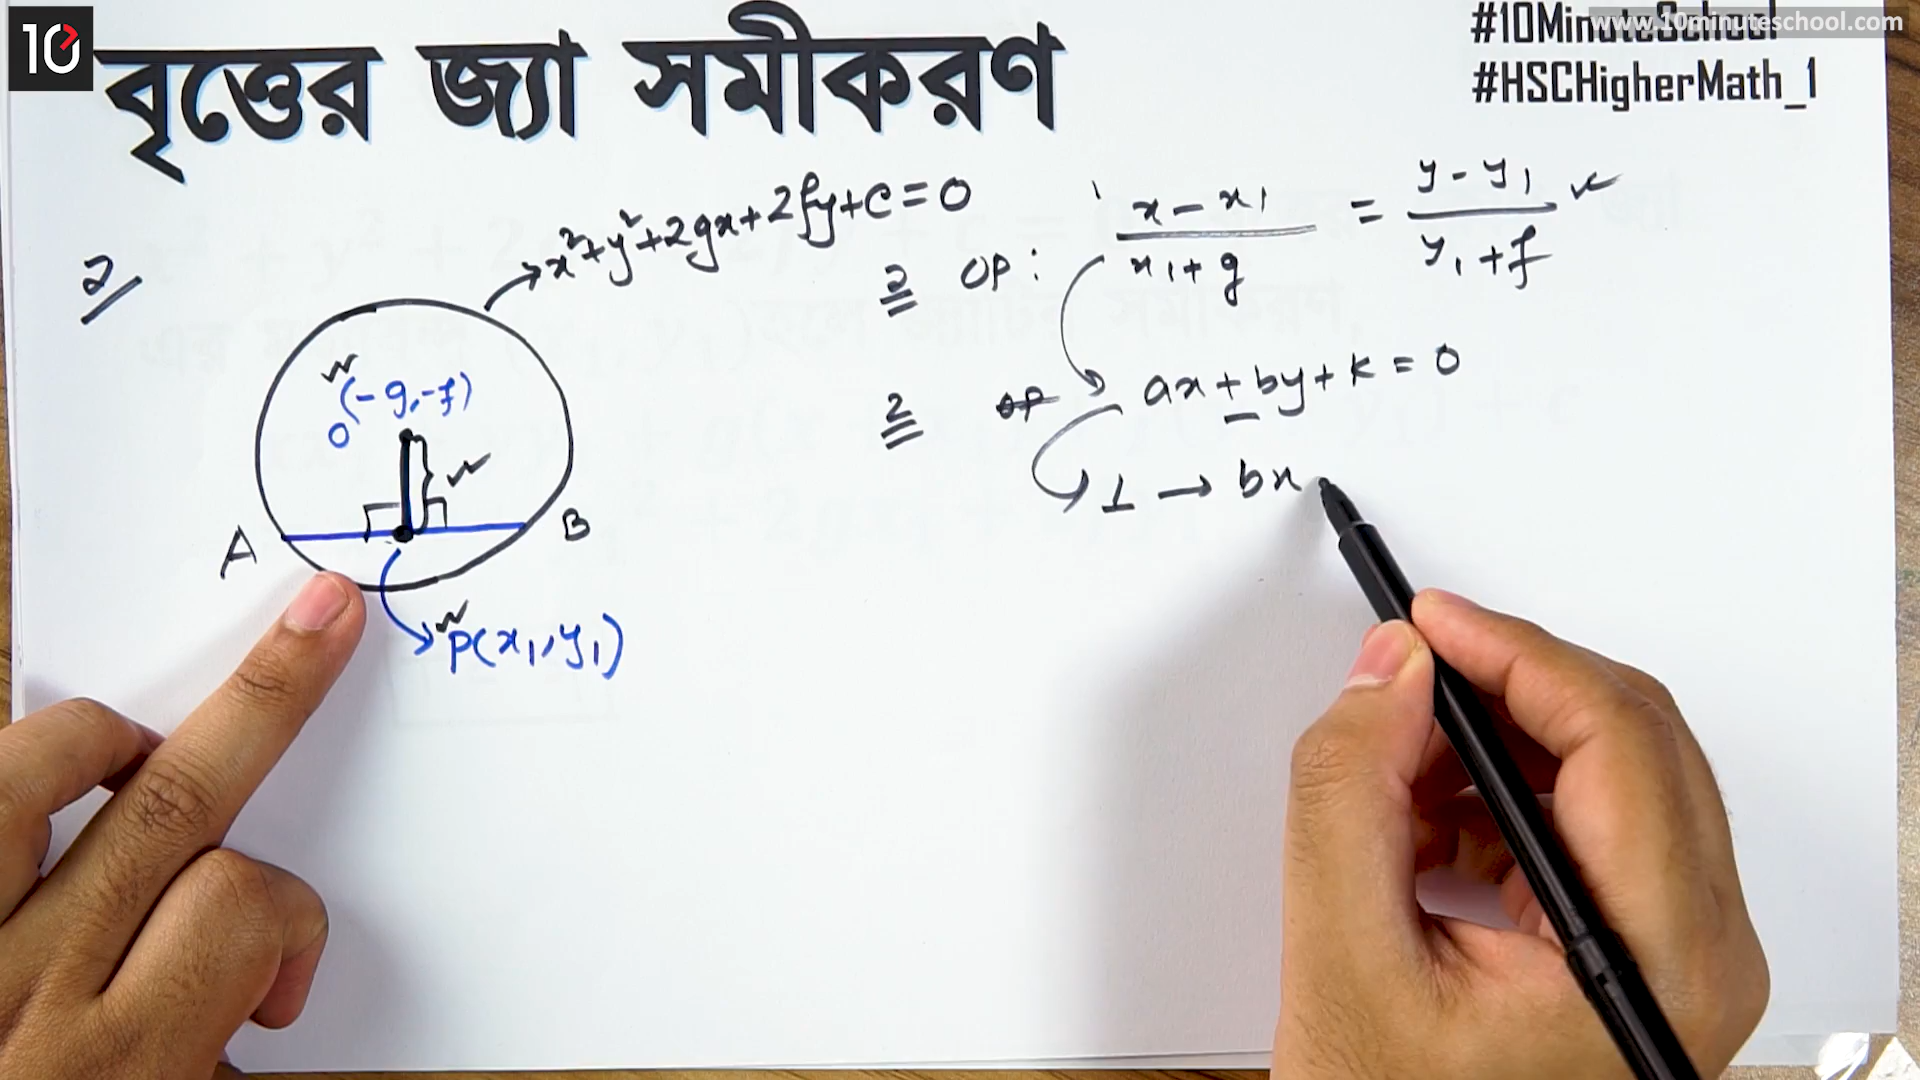 10
www.10minuteschool.com
#10MinuteSchool
#HSCHigherMath_1
বৃত্তের জ্যা সমীকরণ
x²+y²+2gx+2fy+c=0
(-g,-f)
O
A
B
P(x₁,y₁)
OP: (x-x₁)/(x₁+g) = (y-y₁)/(y₁+f)
ax+by+k=0
⊥→bx